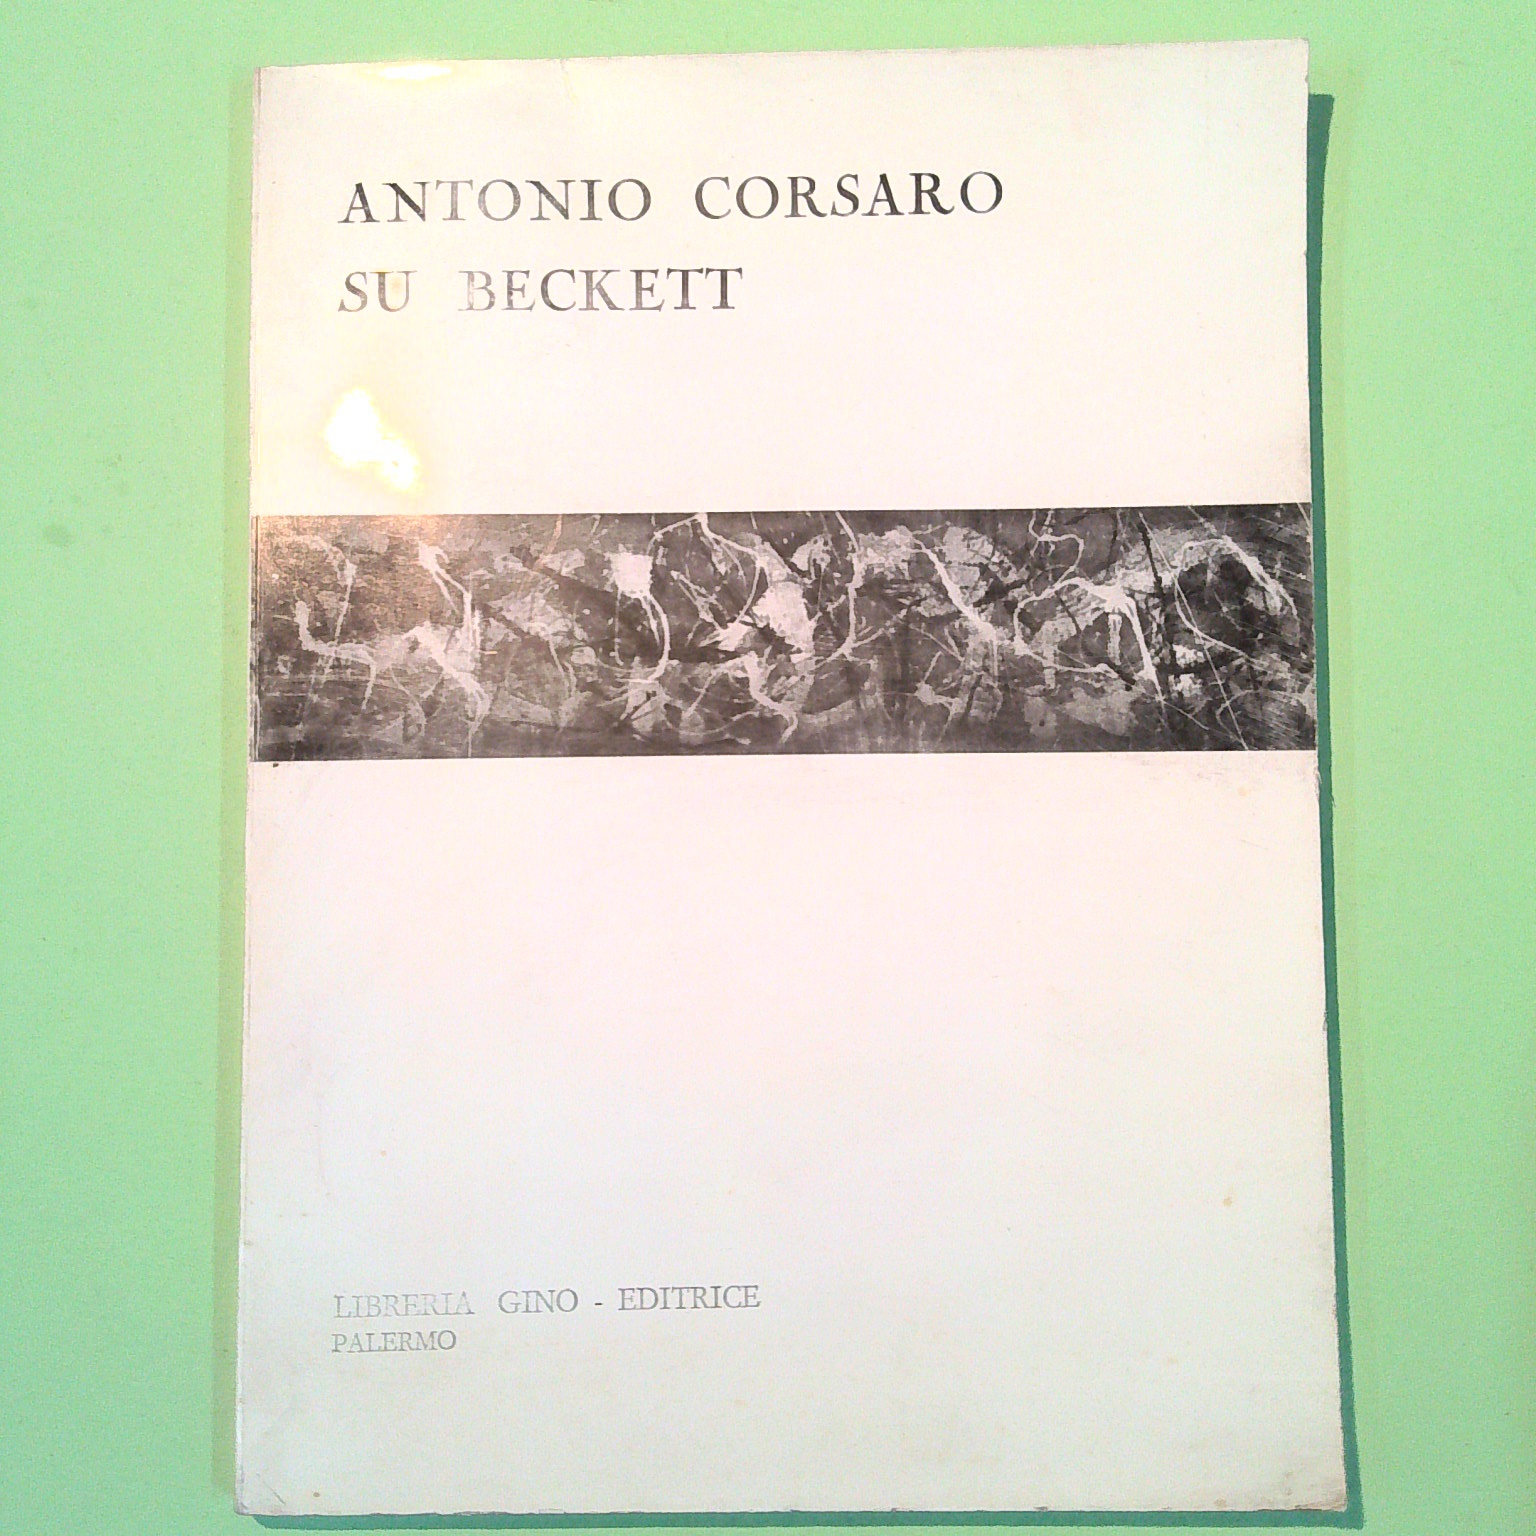 ANTONIO CORSARO
SU BECKETT
LIBRERIA GINO - EDITRICE
PALERMO